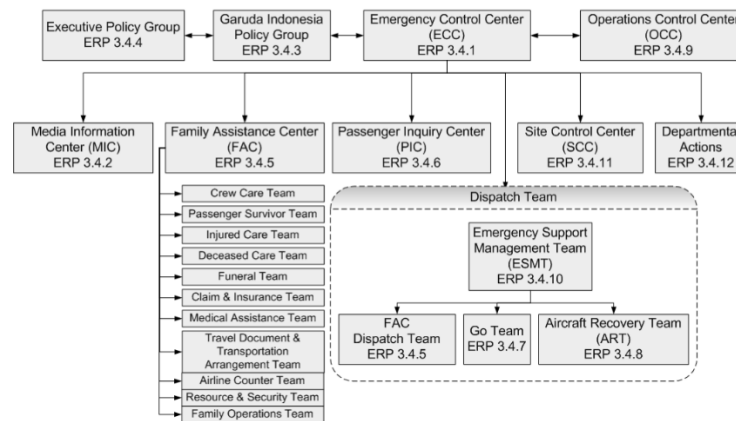 Executive Policy Group
ERP 3.4.4
Garuda Indonesia
Policy Group
ERP 3.4.3
Emergency Control Center
(ECC)
ERP 3.4.1
Operations Control Center
(OCC)
ERP 3.4.9
Media Information
Center (MIC)
ERP 3.4.2
Family Assistance Center
(FAC)
ERP 3.4.5
Passenger Inquiry Center
(PIC)
ERP 3.4.6
Site Control Center
(SCC)
ERP 3.4.11
Departmental
Actions
ERP 3.4.12
Crew Care Team
Passenger Survivor Team
Injured Care Team
Deceased Care Team
Funeral Team
Claim & Insurance Team
Medical Assistance Team
Travel Document &
Transportation
Arrangement Team
Airline Counter Team
Resource & Security Team
Family Operations Team
Dispatch Team
Emergency Support
Management Team
(ESMT)
ERP 3.4.10
FAC
Dispatch Team
ERP 3.4.5
Go Team
ERP 3.4.7
Aircraft Recovery Team
(ART)
ERP 3.4.8